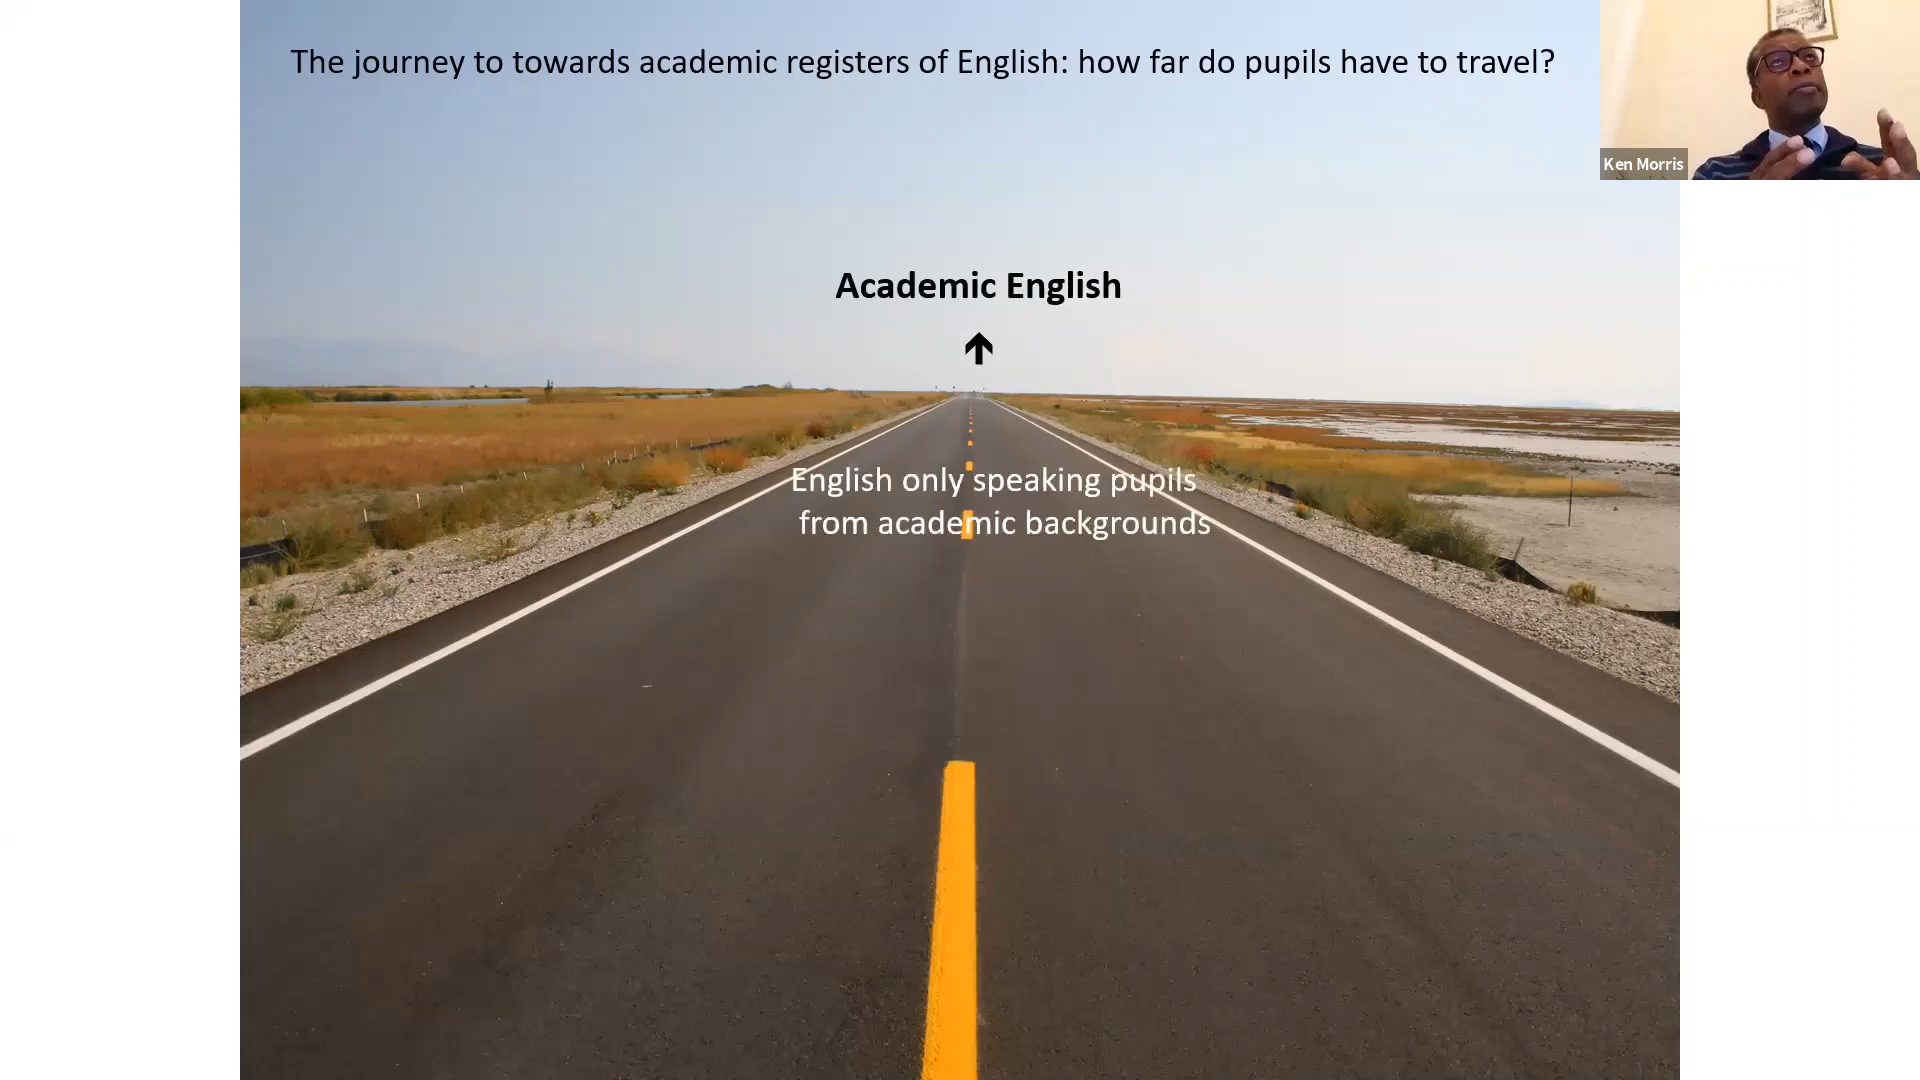 The journey to towards academic registers of English: how far do pupils have to travel?
Ken Morris
Academic English
English only speaking pupils
from academic backgrounds